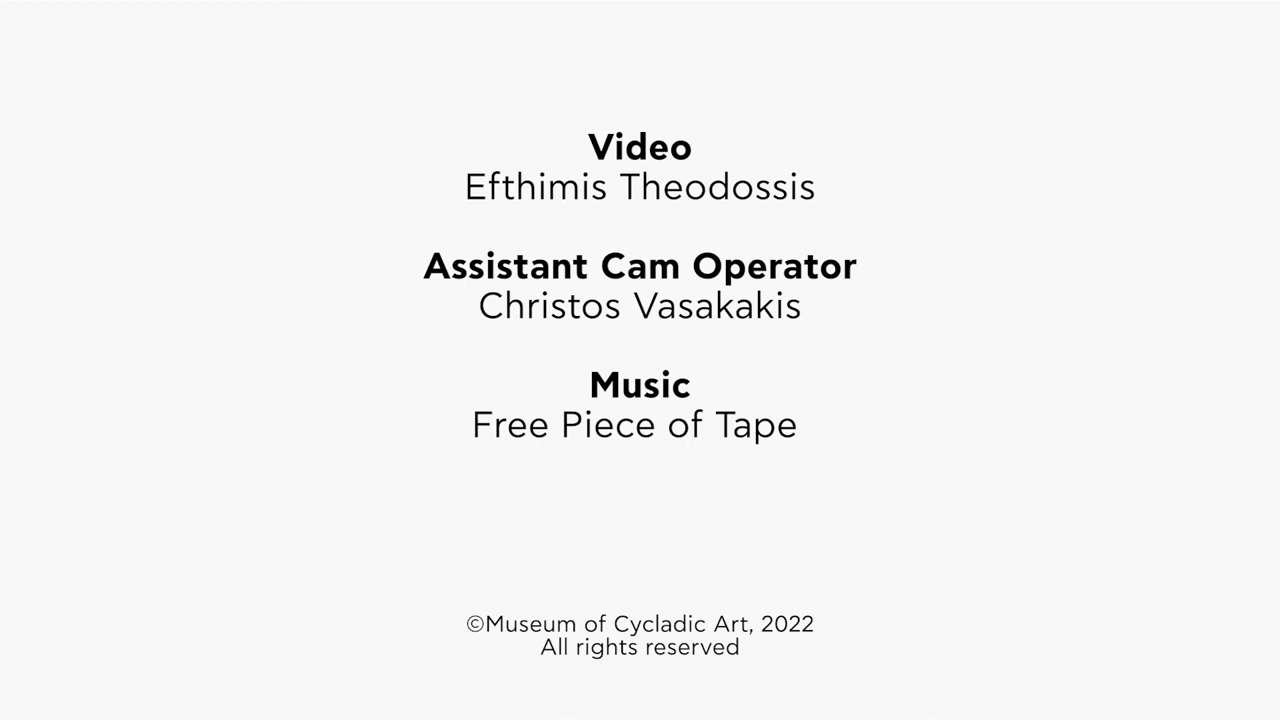 Video
Efthimis Theodossis
Assistant Cam Operator
Christos Vasakakis
Music
Free Piece of Tape
©Museum of Cycladic Art, 2022
All rights reserved